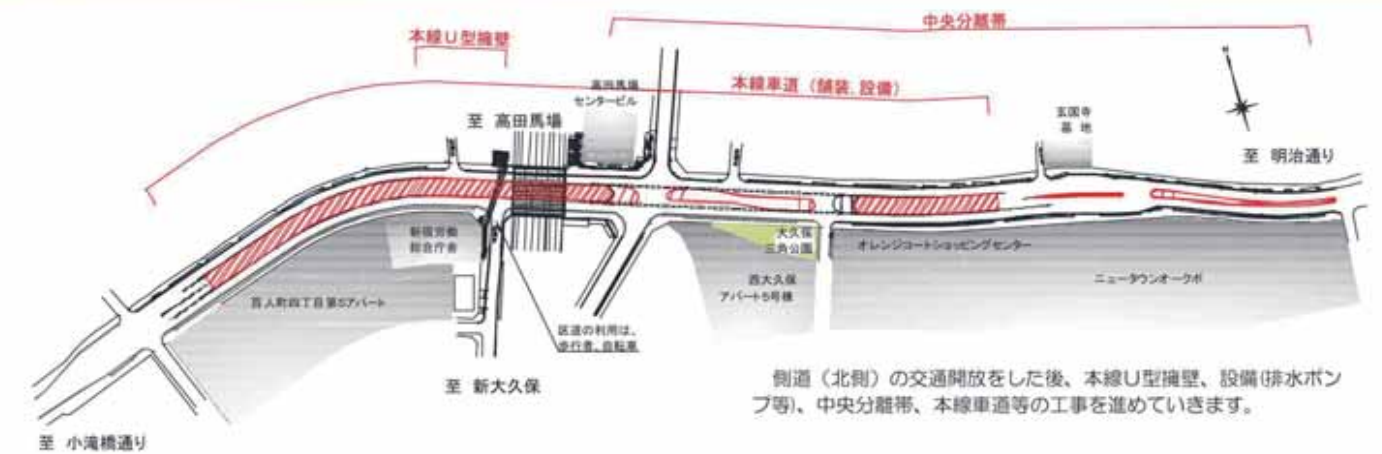 中央分離帯
本線U型擁壁
本線車道（舗装、設備）
高田馬場
センタービル
至 高田馬場
玄国寺
墓地
N
至 明治通り
新宿労働
総合庁舎
大久保
三角公園
オレンジコートショッピングセンター
西大久保
アパート5号棟
ニュータウンオークボ
百人町四丁目第5アパート
区道の利用は、
歩行者、自転車
至 新大久保
側道（北側）の交通開放をした後、本線U型擁壁、設備(排水ポン
プ等)、中央分離帯、本線車道等の工事を進めていきます。
至 小滝橋通り